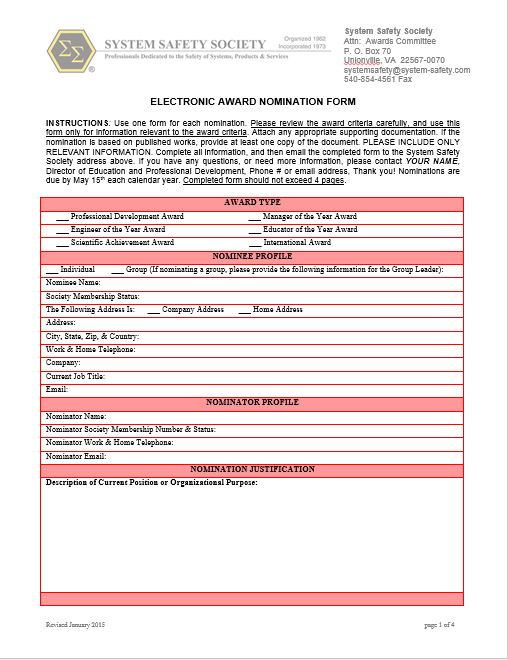 System Safety Society
Organized 1962
Attn: Awards Committee
SYSTEM SAFETY SOCIETY
Incorporated 1973
P. O. Box 70
Professionals Dedicated to the Safety of Systems, Products & Services
Unionville, VA 22567-0070
ΣΣ
®
systemsafety@system-safety.com
540-854-4561 Fax
ELECTRONIC AWARD NOMINATION FORM
INSTRUCTIONS: Use one form for each nomination. Please review the award criteria carefully, and use this
form only for information relevant to the award criteria. Attach any appropriate supporting documentation. If the
nomination is based on published works, provide at least one copy of the document. PLEASE INCLUDE ONLY
RELEVANT INFORMATION. Complete all information, and then email the completed form to the System Safety
Society address above. If you have any questions, or need more information, please contact YOUR NAME,
Director of Education and Professional Development, Phone # or email address, Thank you! Nominations are
due by May 15th each calendar year. Completed form should not exceed 4 pages.
AWARD TYPE
___ Professional Development Award ___ Manager of the Year Award
___ Engineer of the Year Award ___ Educator of the Year Award
___ Scientific Achievement Award ___ International Award
NOMINEE PROFILE
___ Individual ___ Group (If nominating a group, please provide the following information for the Group Leader):
Nominee Name:
Society Membership Status:
The Following Address Is: ___ Company Address ___ Home Address
Address:
City, State, Zip, & Country:
Work & Home Telephone:
Company:
Current Job Title:
Email:
NOMINATOR PROFILE
Nominator Name:
Nominator Society Membership Number & Status:
Nominator Work & Home Telephone:
Nominator Email:
NOMINATION JUSTIFICATION
Description of Current Position or Organizational Purpose:
Revised January 2015 page 1 of 4